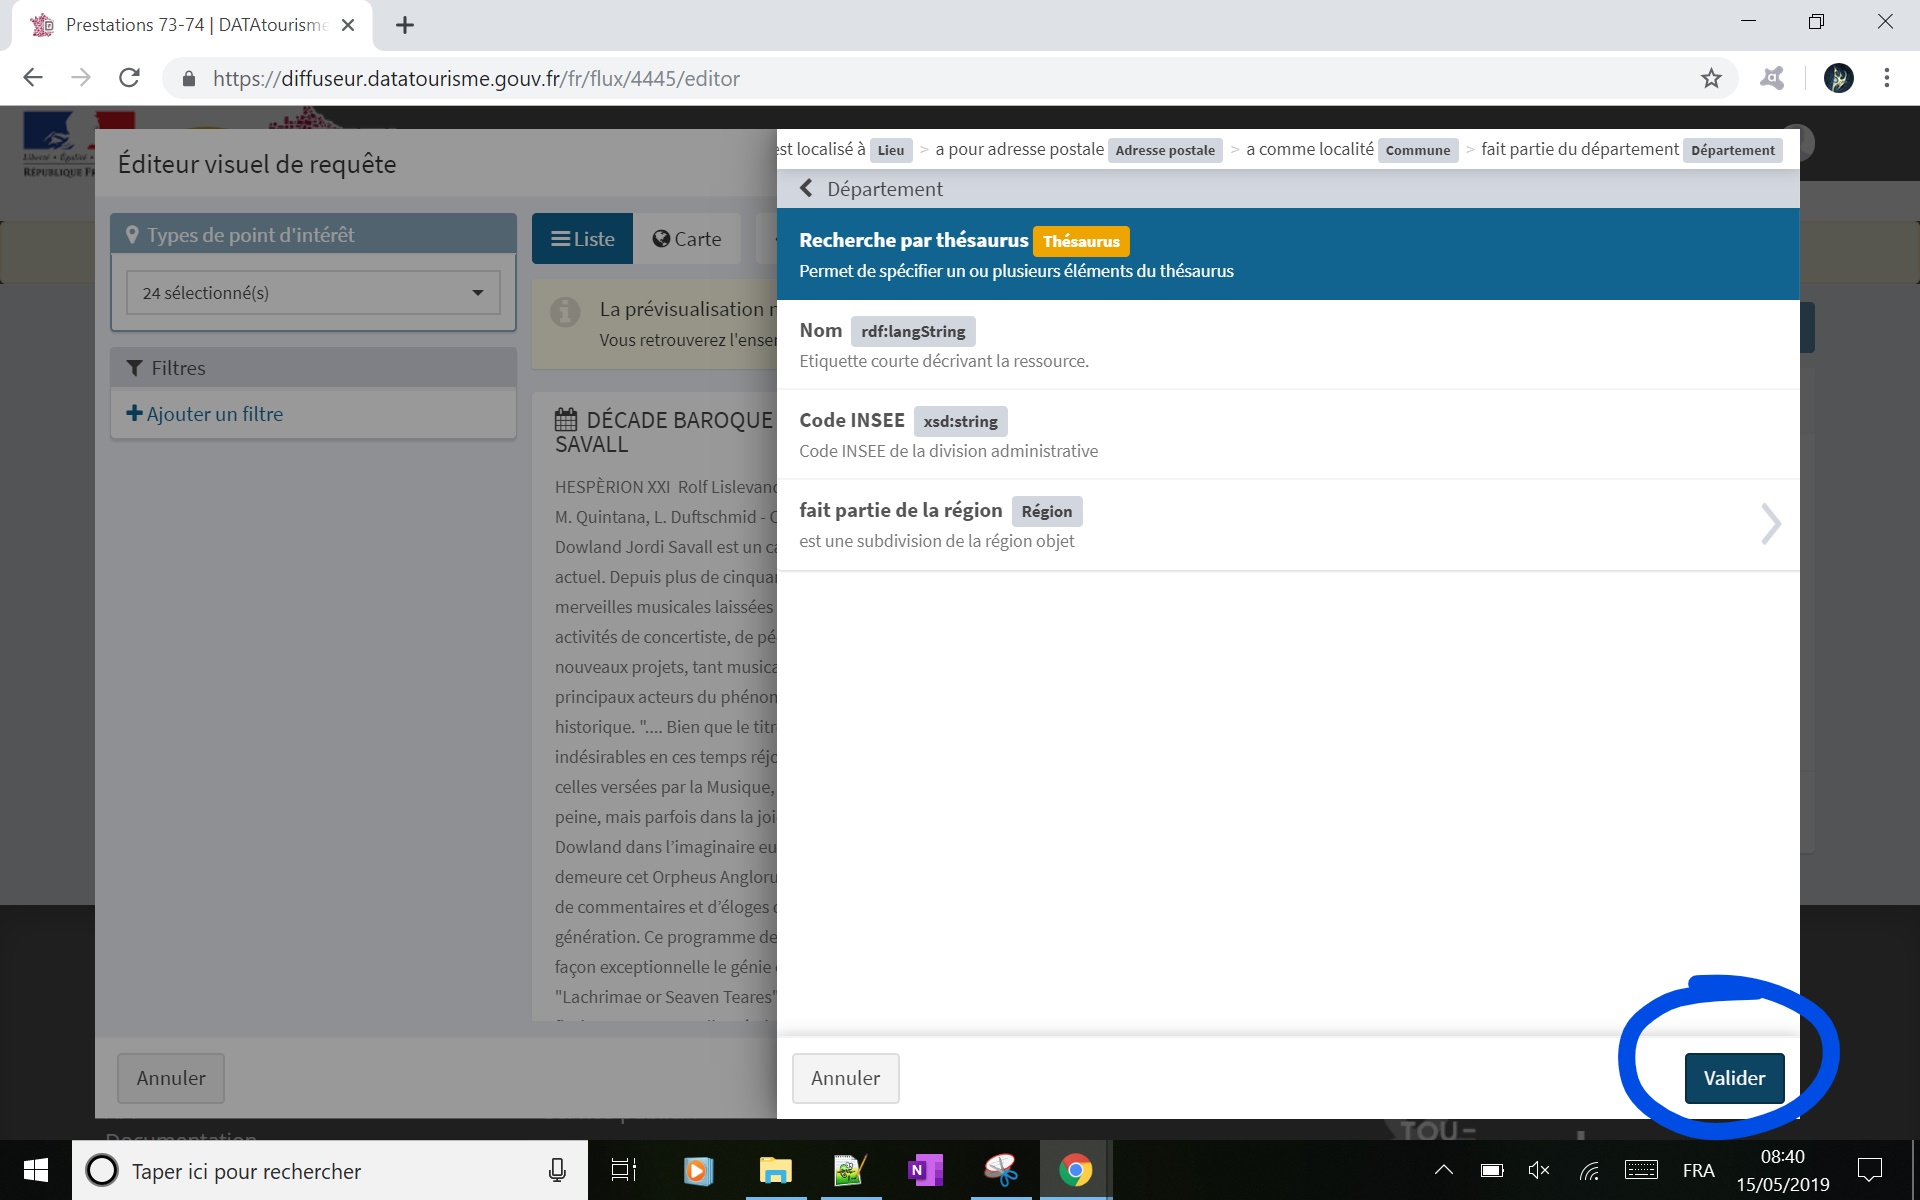 Prestations 73-74 | DATAtourisme
https://diffuseur.datatourisme.gouv.fr/fr/flux/4445/editor
Éditeur visuel de requête
Types de point d'intérêt
24 sélectionné(s)
Filtres
Ajouter un filtre
Liste
Carte
La prévisualisation
Vous retrouverez l'enser
DÉCADE BAROQUE
SAVALL
HESPÈRION XXI Rolf Lislevand
M. Quintana, L. Duftschmid -
Dowland Jordi Savall est un ca
actuel. Depuis plus de cinquan
merveilles musicales laissées
activités de concertiste, de pé
nouveaux projets, tant musica
principaux acteurs du phénom
historique. ".... Bien que le titr
indésirables en ces temps réjo
celles versées par la Musique,
peine, mais parfois dans la joi
Dowland dans l'imaginaire eu
demeure cet Orpheus Angloru
de commentaires et d'éloges
génération. Ce programme de
façon exceptionnelle le génie
"Lachrimae or Seaven Teares"
Annuler
st localisé à Lieu > a pour adresse postale Adresse postale > a comme localité Commune > fait partie du département Département
Département
Recherche par thésaurus Thésaurus
Permet de spécifier un ou plusieurs éléments du thésaurus
Nom rdf:langString
Etiquette courte décrivant la ressource.
Code INSEE xsd:string
Code INSEE de la division administrative
fait partie de la région Région
est une subdivision de la région objet
Annuler
Valider
Documentation
TOU=
Taper ici pour rechercher
FRA
08:40
15/05/2019